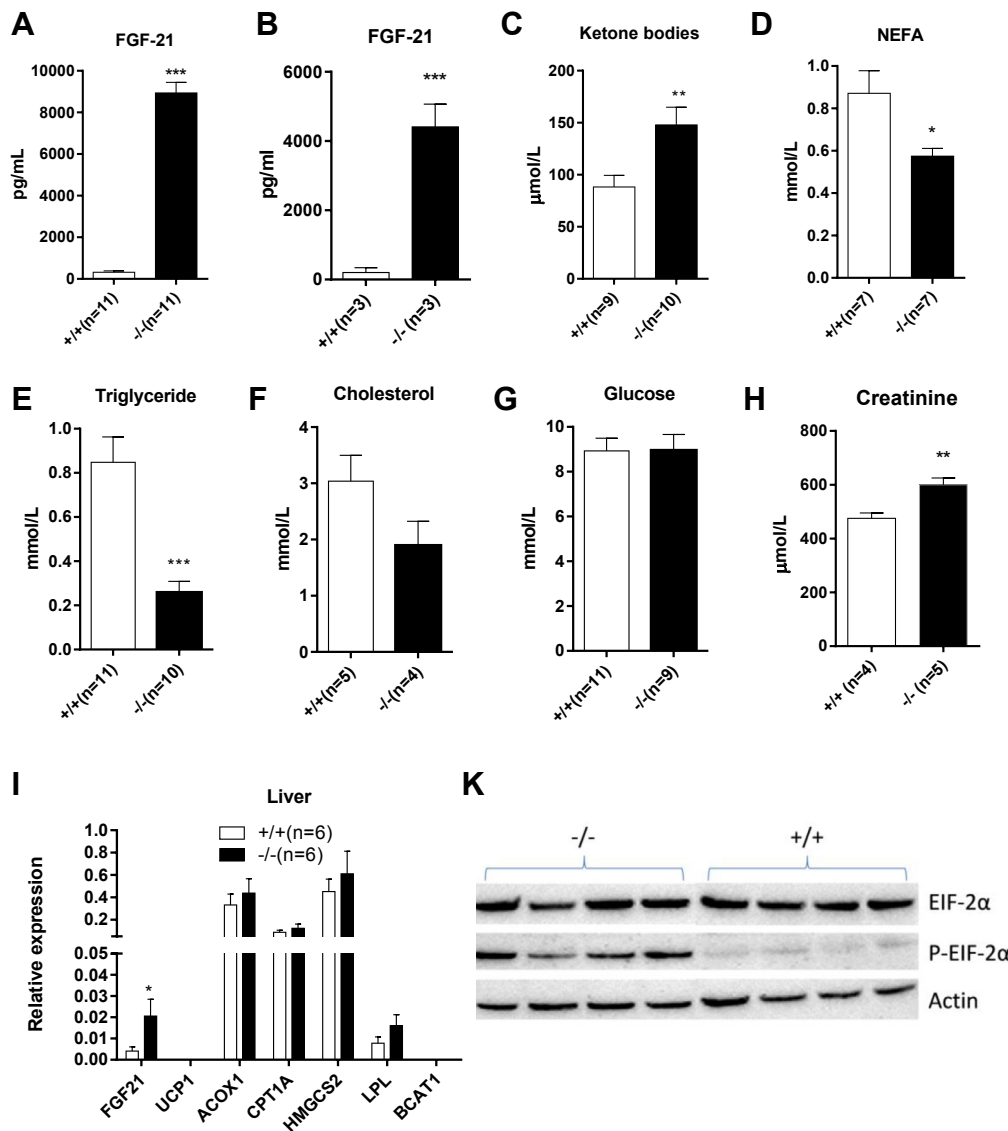 A
FGF-21
pg/mL
10000
8000
6000
4000
2000
0
***
+/+(n=11)
-/-(n=11)
B
FGF-21
pg/ml
6000
4000
2000
0
***
+/+(n=3)
-/-(n=3)
C
Ketone bodies
μmol/L
200
150
100
50
0
**
+/+(n=9)
-/-(n=10)
D
NEFA
mmol/L
1.0
0.8
0.6
0.4
0.2
0.0
*
+/+(n=7)
-/-(n=7)
E
Triglyceride
mmol/L
1.0
0.8
0.6
0.4
0.2
0.0
***
+/+(n=11)
-/-(n=10)
F
Cholesterol
mmol/L
4
3
2
1
0
+/+(n=5)
-/-(n=4)
G
Glucose
mmol/L
10
8
6
4
2
0
+/+(n=11)
-/-(n=9)
H
Creatinine
μmol/L
800
600
400
200
0
**
+/+ (n=4)
-/- (n=5)
I
Liver
+/+(n=6)
-/-(n=6)
Relative expression
1.0
0.8
0.6
0.4
0.2
0.05
0.04
0.03
0.02
0.01
0.00
*
FGF21
UCP1
ACOX1
CPT1A
HMGCS2
LPL
BCAT1
K
-/-
+/+
EIF-2α
P-EIF-2α
Actin